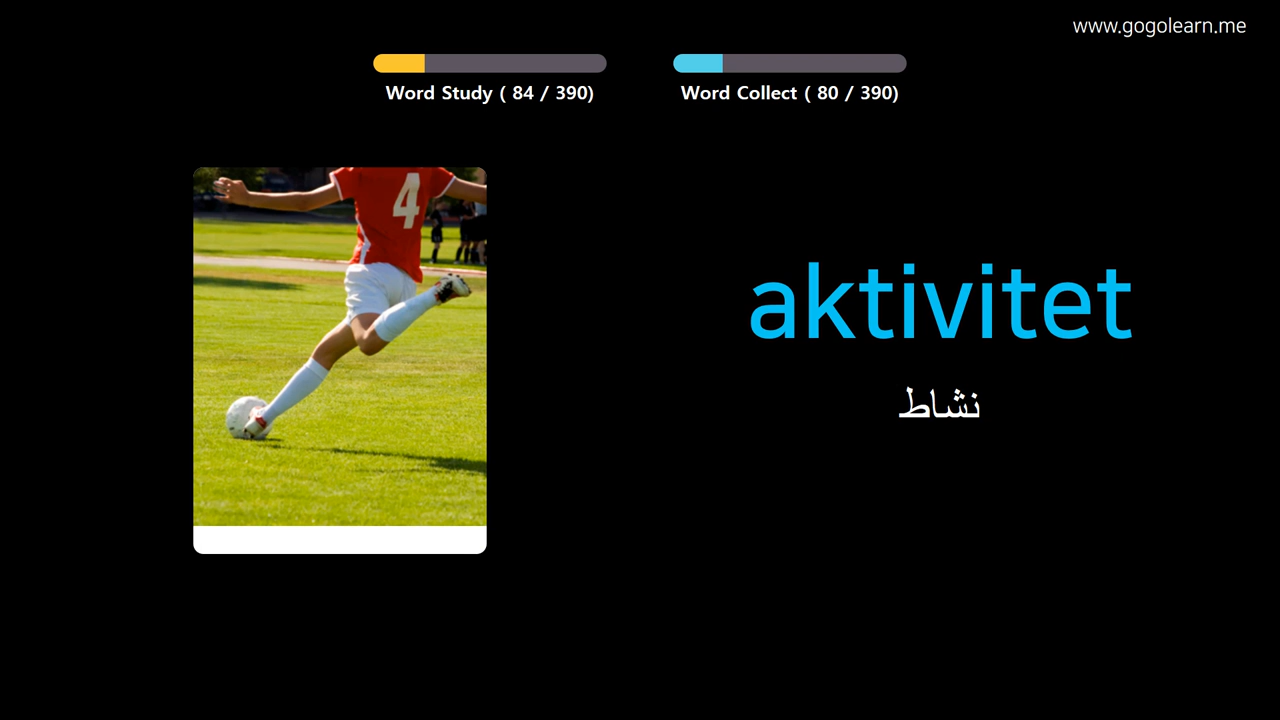 www.gogolearn.me
Word Study ( 84 / 390)
Word Collect ( 80 / 390)
4
aktivitet
نشاط